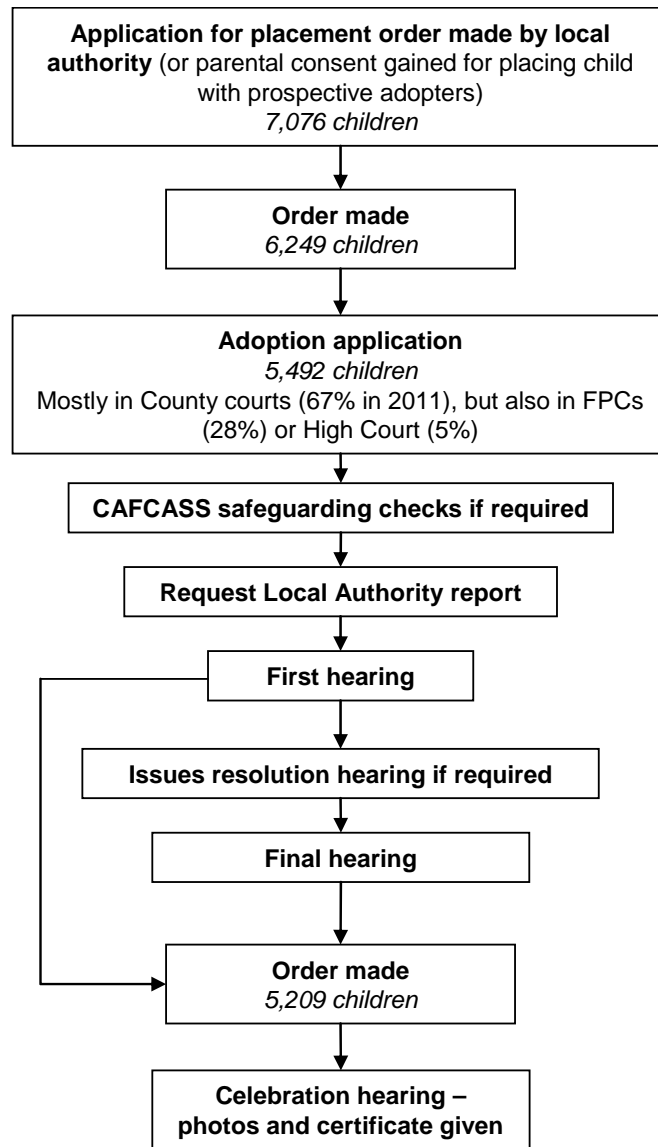 Application for placement order made by local
authority (or parental consent gained for placing child
with prospective adopters)
7,076 children
Order made
6,249 children
Adoption application
5,492 children
Mostly in County courts (67% in 2011), but also in FPCs
(28%) or High Court (5%)
CAFCASS safeguarding checks if required
Request Local Authority report
First hearing
Issues resolution hearing if required
Final hearing
Order made
5,209 children
Celebration hearing –
photos and certificate given